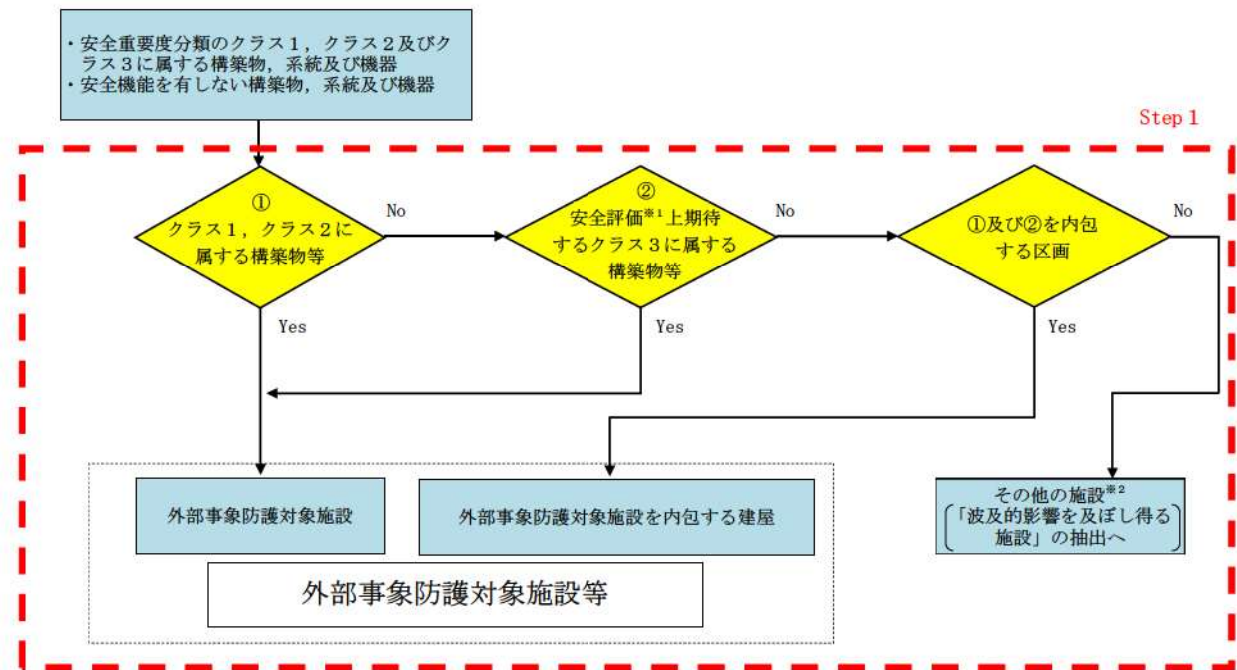 ・安全重要度分類のクラス1，クラス2及びク
ラス3に属する構築物，系統及び機器
・安全機能を有しない構築物，系統及び機器
Step 1
①
クラス1，クラス2に
属する構築物等
No
②
安全評価※1上期待
するクラス3に属する
構築物等
No
①及び②を内包
する区画
No
Yes
Yes
Yes
外部事象防護対象施設
外部事象防護対象施設を内包する建屋
その他の施設※2
「波及的影響を及ぼし得る
施設」の抽出へ
外部事象防護対象施設等